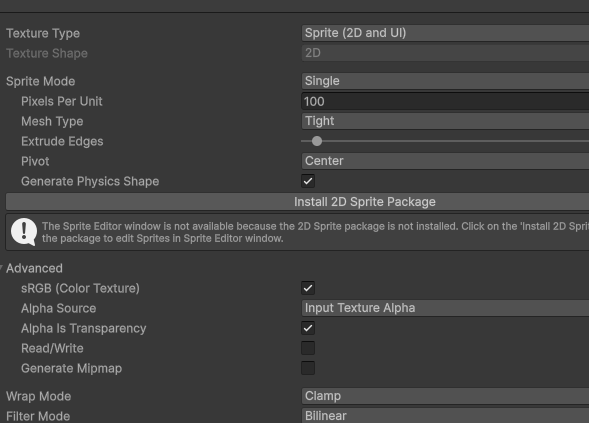 Texture Type Sprite (2D and UI)
Texture Shape 2D
Sprite Mode Single
Pixels Per Unit 100
Mesh Type Tight
Extrude Edges
Pivot Center
Generate Physics Shape
Install 2D Sprite Package
The Sprite Editor window is not available because the 2D Sprite package is not installed. Click on the 'Install 2D Spri
the package to edit Sprites in Sprite Editor window.
Advanced
sRGB (Color Texture)
Alpha Source Input Texture Alpha
Alpha Is Transparency
Read/Write
Generate Mipmap
Wrap Mode Clamp
Filter Mode Bilinear